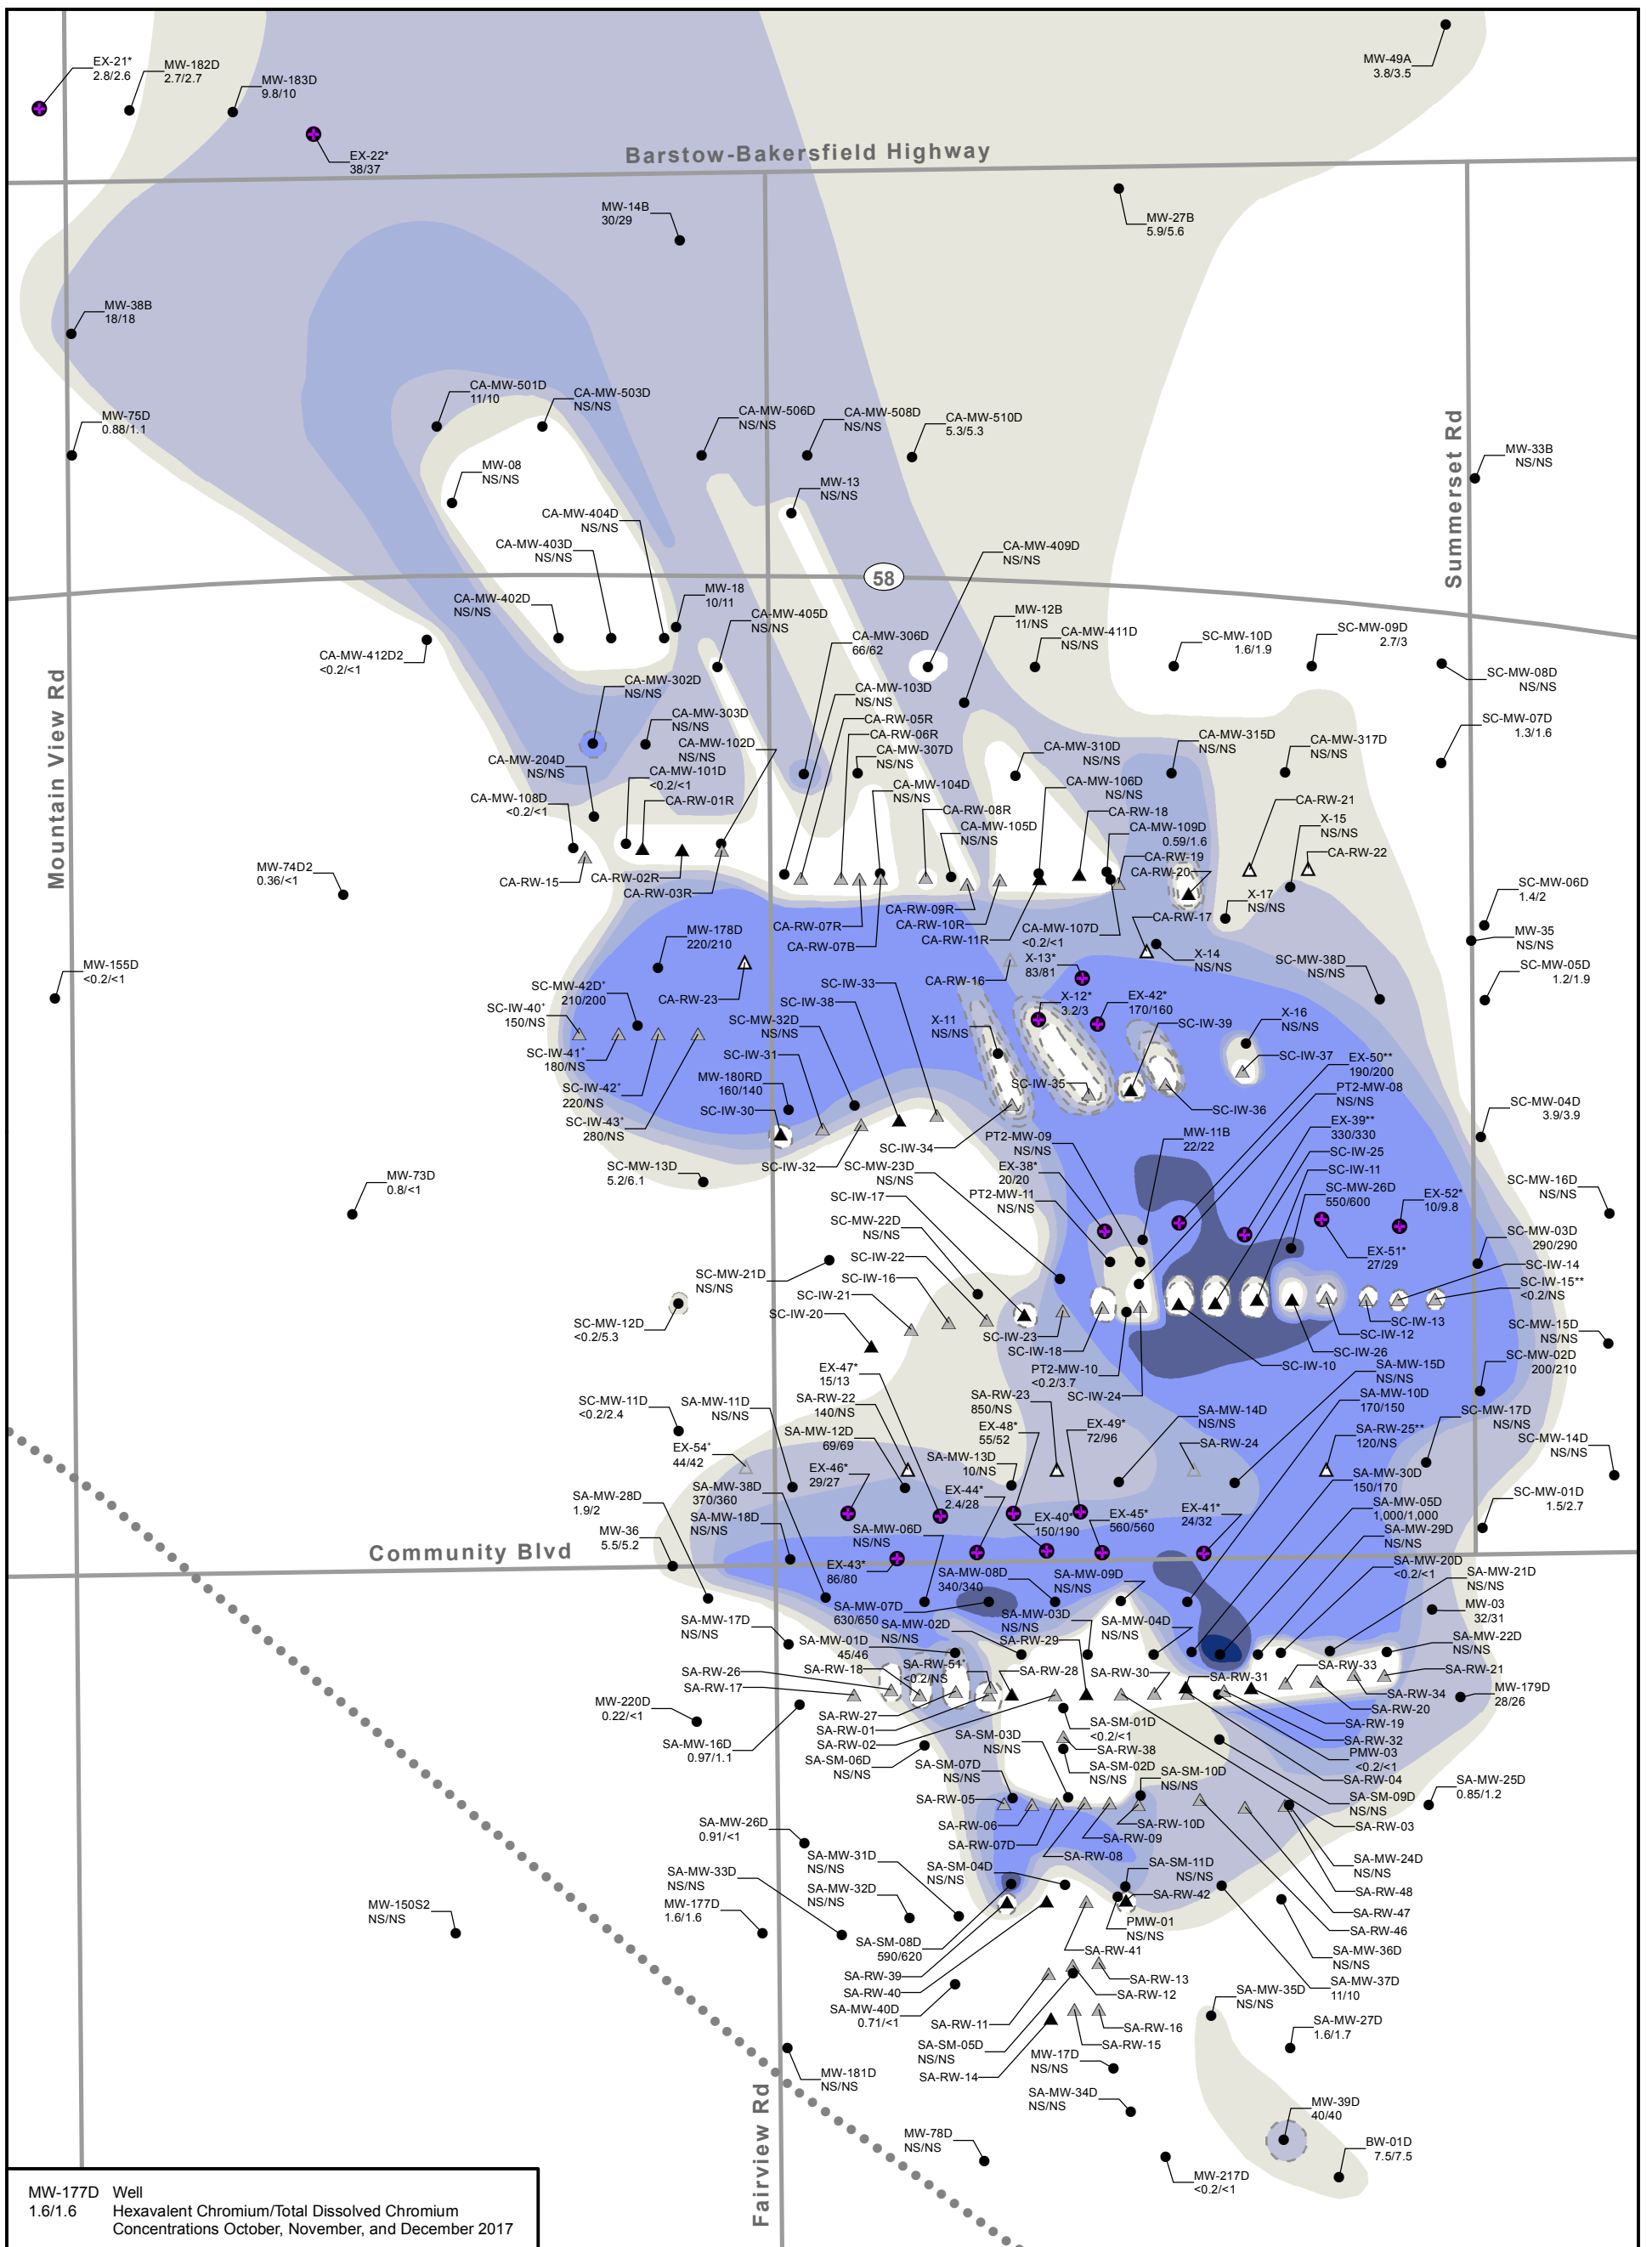 EX-21*
2.8/2.6
MW-182D
2.7/2.7
MW-183D
9.8/10
EX-22*
38/37
MW-49A
3.8/3.5
Barstow-Bakersfield Highway
MW-14B
30/29
MW-27B
5.9/5.6
MW-38B
18/18
CA-MW-501D
11/10
CA-MW-503D
NS/NS
CA-MW-506D
NS/NS
CA-MW-508D
NS/NS
CA-MW-510D
5.3/5.3
MW-75D
0.88/1.1
MW-33B
NS/NS
MW-08
NS/NS
MW-13
NS/NS
CA-MW-404D
NS/NS
CA-MW-403D
NS/NS
CA-MW-409D
NS/NS
Summerset Rd
58
CA-MW-402D
NS/NS
MW-18
10/11
CA-MW-405D
NS/NS
MW-12B
11/NS
CA-MW-306D
66/62
CA-MW-411D
NS/NS
SC-MW-10D
1.6/1.9
SC-MW-09D
2.7/3
CA-MW-412D2
<0.2/<1
SC-MW-08D
NS/NS
Mountain View Rd
CA-MW-302D
NS/NS
CA-MW-103D
NS/NS
CA-MW-303D
NS/NS
CA-RW-05R
CA-RW-06R
SC-MW-07D
1.3/1.6
CA-MW-102D
NS/NS
CA-MW-307D
NS/NS
CA-MW-310D
NS/NS
CA-MW-315D
NS/NS
CA-MW-317D
NS/NS
CA-MW-204D
NS/NS
CA-MW-101D
<0.2/<1
CA-MW-104D
NS/NS
CA-MW-106D
NS/NS
CA-MW-108D
<0.2/<1
CA-RW-01R
CA-RW-08R
CA-RW-18
CA-RW-21
CA-MW-105D
NS/NS
CA-MW-109D
0.59/1.6
X-15
NS/NS
CA-RW-19
CA-RW-20
CA-RW-22
MW-74D2
0.36/<1
CA-RW-15
CA-RW-02R
CA-RW-03R
SC-MW-06D
1.4/2
X-17
NS/NS
CA-RW-09R
CA-RW-10R
CA-RW-11R
CA-RW-17
CA-RW-07R
CA-RW-07B
CA-MW-107D
<0.2/<1
MW-178D
220/210
MW-35
NS/NS
X-13*
83/81
X-14
NS/NS
SC-MW-38D
NS/NS
SC-MW-05D
1.2/1.9
MW-155D
<0.2/<1
SC-MW-42D+
210/200
CA-RW-23
SC-IW-33
CA-RW-16
SC-IW-38
SC-IW-40+
150/NS
SC-MW-32D
NS/NS
X-11
NS/NS
X-12*
3.2/3
EX-42*
170/160
X-16
NS/NS
SC-IW-39
SC-IW-41+
180/NS
SC-IW-31
SC-IW-37
EX-50**
190/200
MW-180RD
160/140
SC-IW-35
PT2-MW-08
NS/NS
SC-IW-42+
220/NS
SC-IW-30
SC-IW-36
SC-MW-04D
3.9/3.9
SC-IW-43+
280/NS
PT2-MW-09
NS/NS
MW-11B
22/22
EX-39**
330/330
SC-IW-34
SC-IW-25
SC-IW-32
EX-38*
20/20
SC-IW-11
SC-MW-13D
5.2/6.1
SC-MW-23D
NS/NS
MW-73D
0.8/<1
PT2-MW-11
NS/NS
SC-MW-26D
550/600
EX-52*
10/9.8
SC-MW-16D
NS/NS
SC-IW-17
SC-MW-22D
NS/NS
SC-MW-03D
290/290
EX-51*
27/29
SC-IW-22
SC-IW-14
SC-MW-21D
NS/NS
SC-IW-16
SC-IW-15**
<0.2/NS
SC-IW-21
SC-IW-20
SC-MW-12D
<0.2/5.3
SC-IW-13
SC-IW-23
SC-IW-18
SC-IW-12
SC-MW-15D
NS/NS
SC-IW-26
SC-MW-02D
200/210
SC-IW-10
EX-47*
15/13
PT2-MW-10
<0.2/3.7
SC-IW-24
SA-MW-15D
NS/NS
SC-MW-11D
<0.2/2.4
SA-MW-11D
NS/NS
SA-RW-22
140/NS
SA-RW-23
850/NS
SA-MW-10D
170/150
SA-MW-14D
NS/NS
SC-MW-17D
NS/NS
SA-MW-12D
69/69
EX-48*
55/52
EX-49*
72/96
SA-RW-25**
120/NS
SA-RW-24
SC-MW-14D
NS/NS
EX-54+
44/42
SA-MW-13D
10/NS
EX-46*
29/27
SA-MW-30D
150/170
SA-MW-28D
1.9/2
SA-MW-38D
370/360
EX-44*
2.4/28
SC-MW-01D
1.5/2.7
SA-MW-18D
NS/NS
EX-40*
150/190
EX-45*
560/560
EX-41*
24/32
SA-MW-05D
1,000/1,000
MW-36
5.5/5.2
SA-MW-06D
NS/NS
SA-MW-29D
NS/NS
Community Blvd
EX-43*
86/80
SA-MW-08D
340/340
SA-MW-09D
NS/NS
SA-MW-20D
<0.2/<1
SA-MW-21D
NS/NS
SA-MW-07D
630/650
SA-MW-03D
NS/NS
MW-03
32/31
SA-MW-17D
NS/NS
SA-MW-02D
NS/NS
SA-MW-04D
NS/NS
SA-MW-01D
45/46
SA-RW-29
SA-MW-22D
NS/NS
SA-RW-26
SA-RW-18
SA-RW-51+
<0.2/NS
SA-RW-28
SA-RW-30
SA-RW-31
SA-RW-33
SA-RW-21
SA-RW-17
MW-179D
28/26
SA-RW-34
SA-RW-20
MW-220D
0.22/<1
SA-RW-27
SA-RW-01
SA-RW-02
SA-RW-19
SA-SM-01D
<0.2/<1
SA-RW-32
SA-MW-16D
0.97/1.1
SA-SM-03D
NS/NS
SA-RW-38
PMW-03
<0.2/<1
SA-SM-06D
NS/NS
SA-SM-07D
NS/NS
SA-SM-02D
NS/NS
SA-SM-10D
NS/NS
SA-RW-04
SA-MW-25D
0.85/1.2
SA-SM-09D
NS/NS
SA-RW-05
SA-RW-03
SA-MW-26D
0.91/<1
SA-RW-06
SA-RW-10D
SA-RW-07D
SA-RW-09
SA-RW-08
SA-MW-31D
NS/NS
SA-MW-24D
NS/NS
SA-MW-33D
NS/NS
SA-SM-04D
NS/NS
SA-SM-11D
NS/NS
SA-MW-32D
NS/NS
SA-RW-48
SA-RW-42
MW-150S2
NS/NS
MW-177D
1.6/1.6
SA-RW-47
PMW-01
NS/NS
SA-RW-46
SA-SM-08D
590/620
SA-RW-41
SA-MW-36D
NS/NS
SA-RW-39
SA-RW-13
SA-MW-37D
11/10
SA-RW-40
SA-RW-12
SA-MW-35D
NS/NS
SA-MW-40D
0.71/<1
SA-RW-11
SA-RW-16
SA-MW-27D
1.6/1.7
SA-SM-05D
NS/NS
SA-RW-15
MW-181D
NS/NS
SA-RW-14
MW-17D
NS/NS
SA-MW-34D
NS/NS
MW-39D
40/40
Fairview Rd
MW-78D
NS/NS
BW-01D
7.5/7.5
MW-217D
<0.2/<1
MW-177D Well
1.6/1.6 Hexavalent Chromium/Total Dissolved Chromium
Concentrations October, November, and December 2017